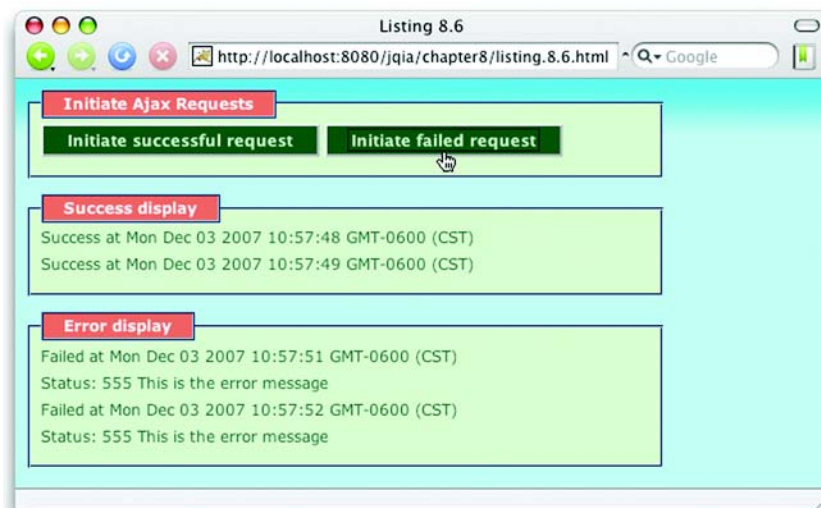 Listing 8.6
http://localhost:8080/jqia/chapter8/listing.8.6.html
Google
Initiate Ajax Requests
Initiate successful request
Initiate failed request
Success display
Success at Mon Dec 03 2007 10:57:48 GMT-0600 (CST)
Success at Mon Dec 03 2007 10:57:49 GMT-0600 (CST)
Error display
Failed at Mon Dec 03 2007 10:57:51 GMT-0600 (CST)
Status: 555 This is the error message
Failed at Mon Dec 03 2007 10:57:52 GMT-0600 (CST)
Status: 555 This is the error message